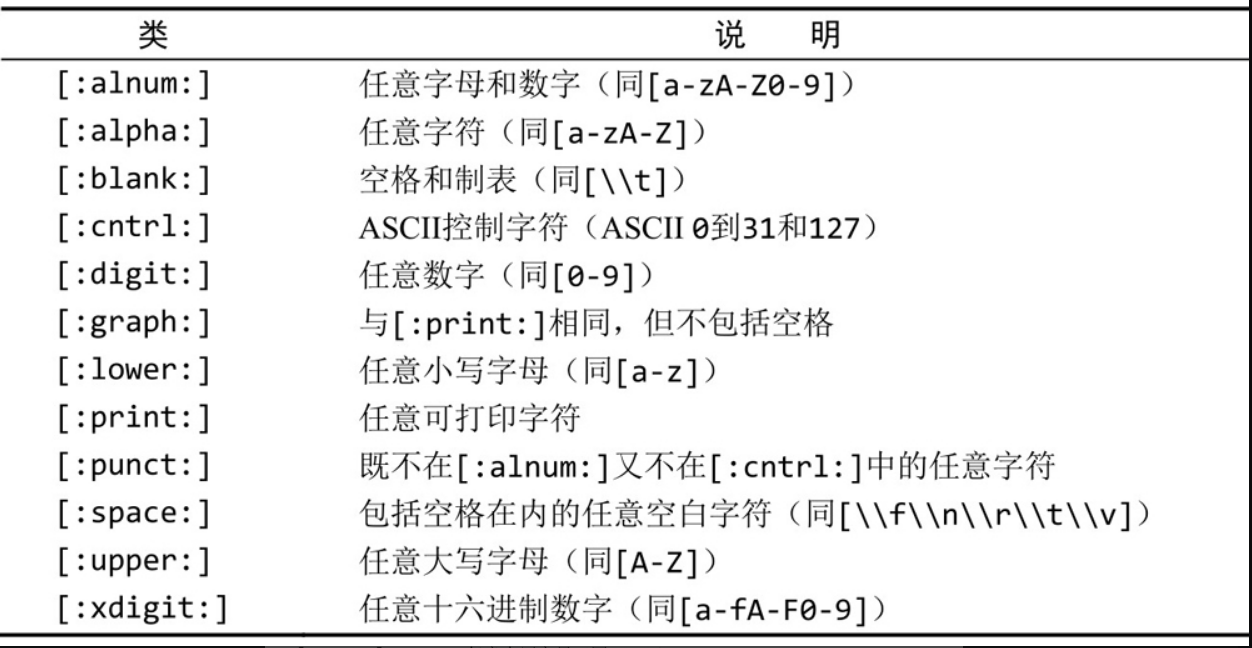 类 说 明
[:alnum:] 任意字母和数字（同[a-zA-Z0-9]）
[:alpha:] 任意字符（同[a-zA-Z]）
[:blank:] 空格和制表（同[\\t]）
[:cntrl:] ASCII控制字符（ASCII 0到31和127）
[:digit:] 任意数字（同[0-9]）
[:graph:] 与[:print:]相同，但不包括空格
[:lower:] 任意小写字母（同[a-z]）
[:print:] 任意可打印字符
[:punct:] 既不在[:alnum:]又不在[:cntrl:]中的任意字符
[:space:] 包括空格在内的任意空白字符（同[\\f\\n\\r\\t\\v]）
[:upper:] 任意大写字母（同[A-Z]）
[:xdigit:] 任意十六进制数字（同[a-fA-F0-9]）